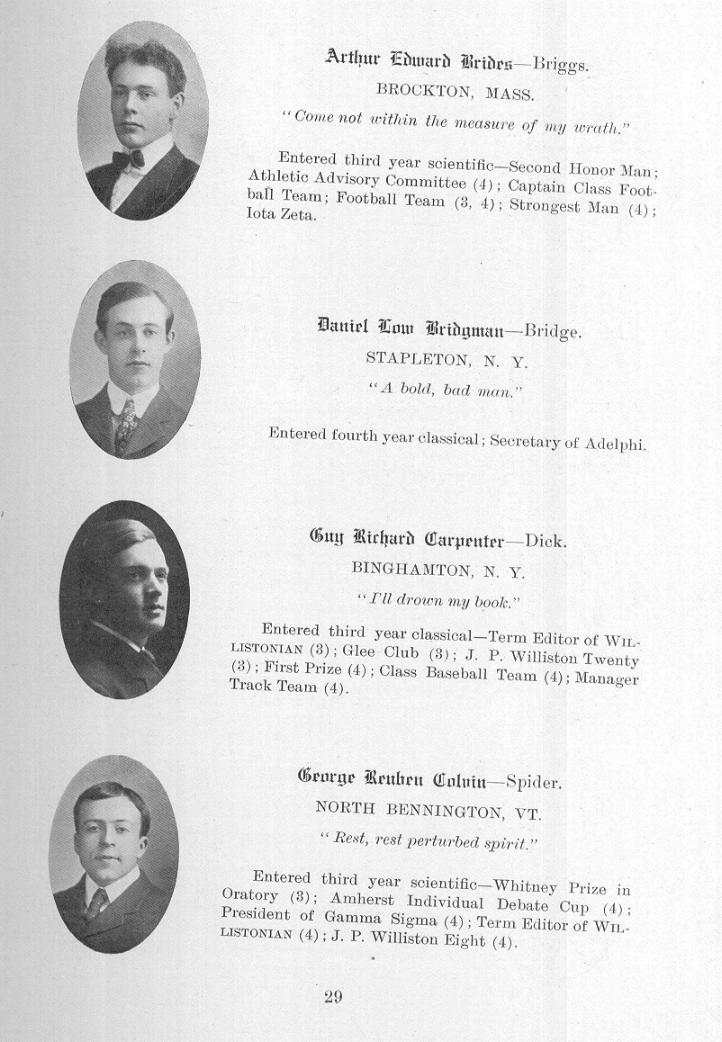 Arthur Edward Brides—Briggs.
BROCKTON, MASS.
"Come not within the measure of my wrath."
Entered third year scientific—Second Honor Man;
Athletic Advisory Committee (4); Captain Class Foot-
ball Team; Football Team (3, 4); Strongest Man (4);
Iota Zeta.
Daniel Low Bridgman—Bridge.
STAPLETON, N. Y.
"A bold, bad man."
Entered fourth year classical; Secretary of Adelphi.
Guy Richard Carpenter—Dick.
BINGHAMTON, N. Y.
"I'll drown my book."
Entered third year classical—Term Editor of WIL-
LISTONIAN (3); Glee Club (3); J. P. Williston Twenty
(3); First Prize (4); Class Baseball Team (4); Manager
Track Team (4).
George Reuben Colvin—Spider.
NORTH BENNINGTON, VT.
"Rest, rest perturbed spirit."
Entered third year scientific—Whitney Prize in
Oratory (3); Amherst Individual Debate Cup (4);
President of Gamma Sigma (4); Term Editor of WIL-
LISTONIAN (4); J. P. Williston Eight (4).
29